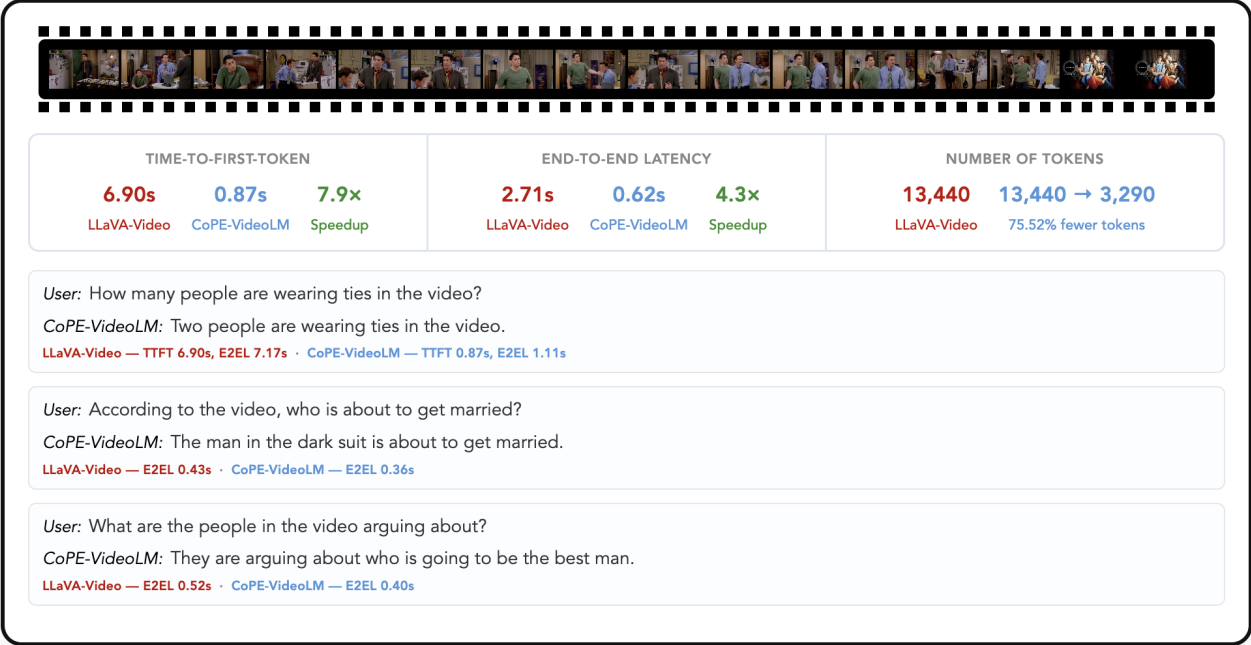 TIME-TO-FIRST-TOKEN
6.90s 0.87s 7.9×
LLaVA-Video CoPE-VideoLM Speedup
END-TO-END LATENCY
2.71s 0.62s 4.3×
LLaVA-Video CoPE-VideoLM Speedup
NUMBER OF TOKENS
13,440 13,440 → 3,290
LLaVA-Video 75.52% fewer tokens
User: How many people are wearing ties in the video?
CoPE-VideoLM: Two people are wearing ties in the video.
LLaVA-Video — TTFT 6.90s, E2EL 7.17s · CoPE-VideoLM — TTFT 0.87s, E2EL 1.11s
User: According to the video, who is about to get married?
CoPE-VideoLM: The man in the dark suit is about to get married.
LLaVA-Video — E2EL 0.43s · CoPE-VideoLM — E2EL 0.36s
User: What are the people in the video arguing about?
CoPE-VideoLM: They are arguing about who is going to be the best man.
LLaVA-Video — E2EL 0.52s · CoPE-VideoLM — E2EL 0.40s